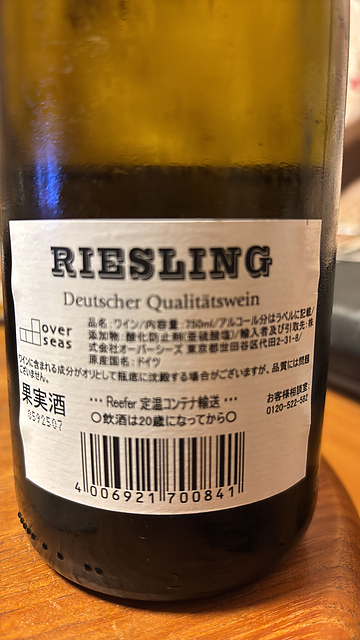 RIESLING
Deutscher Qualitätswein
over
seas
品名:ワイン/内容量:750ml/アルコール分はラベルに記載/
添加物:酸化防止剤(亜硫酸塩)/輸入者及び引取先:株
式会社オーバーシーズ 東京都世田谷区代田2-31-8/
原産国名:ドイツ
ワインに含まれる成分がオリとして瓶底に沈殿する場合がございますが、品質には問題
ございません。
果実酒
0592507
… Reefer 定温コンテナ輸送 …
〇飲酒は20歳になってから〇
お客様相談室:
0120-522-582
4 006921 700841